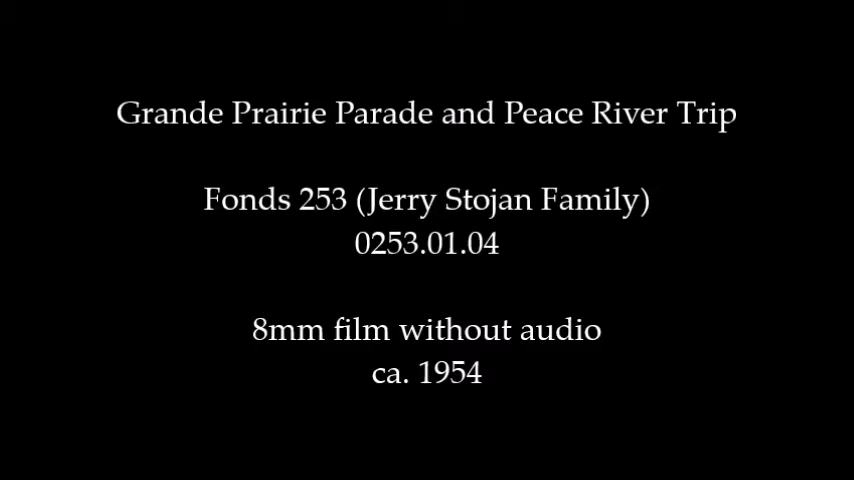 Grande Prairie Parade and Peace River Trip
Fonds 253 (Jerry Stojan Family)
0253.01.04
8mm film without audio
ca. 1954